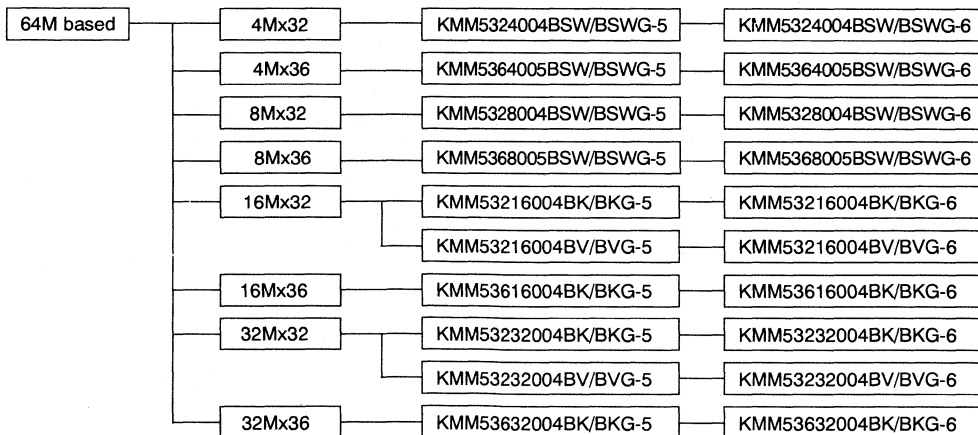 64M based 4Mx32 KMM5324004BSW/BSWG-5 KMM5324004BSW/BSWG-6
4Mx36 KMM5364005BSW/BSWG-5 KMM5364005BSW/BSWG-6
8Mx32 KMM5328004BSW/BSWG-5 KMM5328004BSW/BSWG-6
8Mx36 KMM5368005BSW/BSWG-5 KMM5368005BSW/BSWG-6
16Mx32 KMM53216004BK/BKG-5 KMM53216004BK/BKG-6
KMM53216004BV/BVG-5 KMM53216004BV/BVG-6
16Mx36 KMM53616004BK/BKG-5 KMM53616004BK/BKG-6
32Mx32 KMM53232004BK/BKG-5 KMM53232004BK/BKG-6
KMM53232004BV/BVG-5 KMM53232004BV/BVG-6
32Mx36 KMM53632004BK/BKG-5 KMM53632004BK/BKG-6